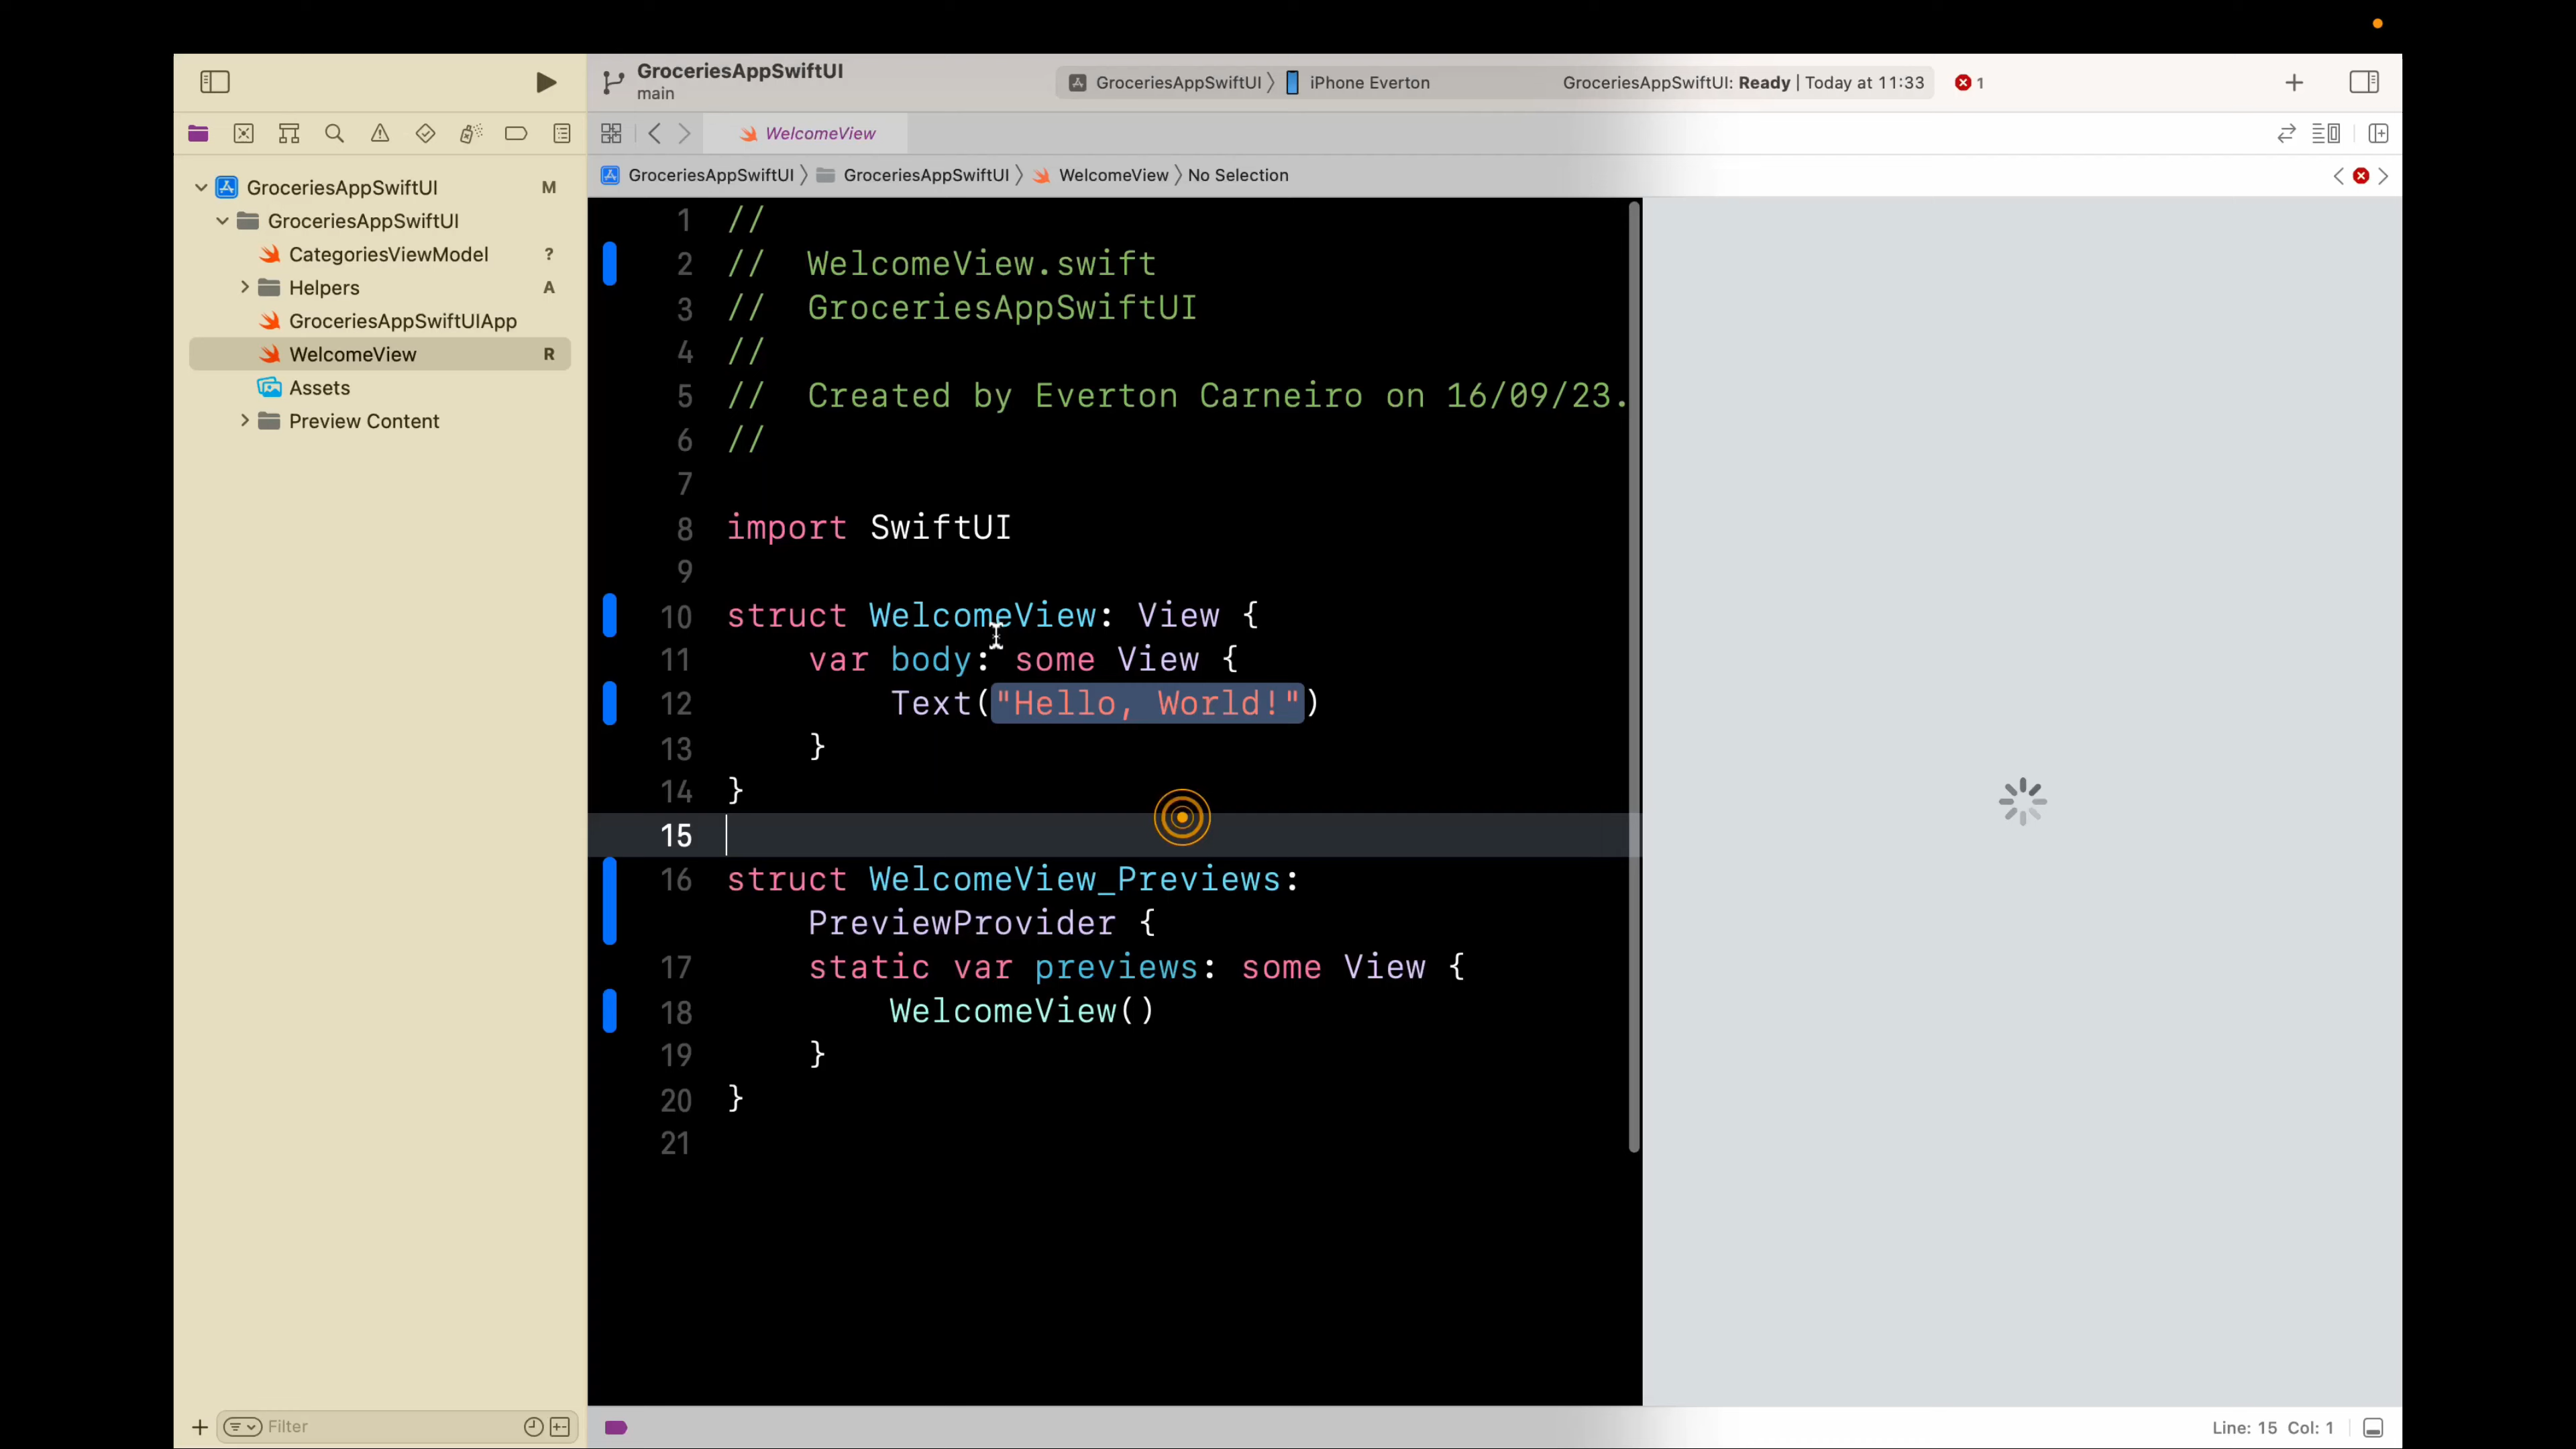 GroceriesAppSwiftUI
main
GroceriesAppSwiftUI 〉 iPhone Everton
GroceriesAppSwiftUI: Ready | Today at 11:33
1
WelcomeView
GroceriesAppSwiftUI 〉 GroceriesAppSwiftUI 〉 WelcomeView 〉 No Selection
GroceriesAppSwiftUI M
GroceriesAppSwiftUI
CategoriesViewModel ?
Helpers A
GroceriesAppSwiftUIApp
WelcomeView R
Assets
Preview Content
1 //
2 //  WelcomeView.swift
3 //  GroceriesAppSwiftUI
4 //
5 //  Created by Everton Carneiro on 16/09/23.
6 //
7
8 import SwiftUI
9
10 struct WelcomeView: View {
11     var body: some View {
12         Text("Hello, World!")
13     }
14 }
15
16 struct WelcomeView_Previews:
PreviewProvider {
17     static var previews: some View {
18         WelcomeView()
19     }
20 }
21
Filter
Line: 15 Col: 1